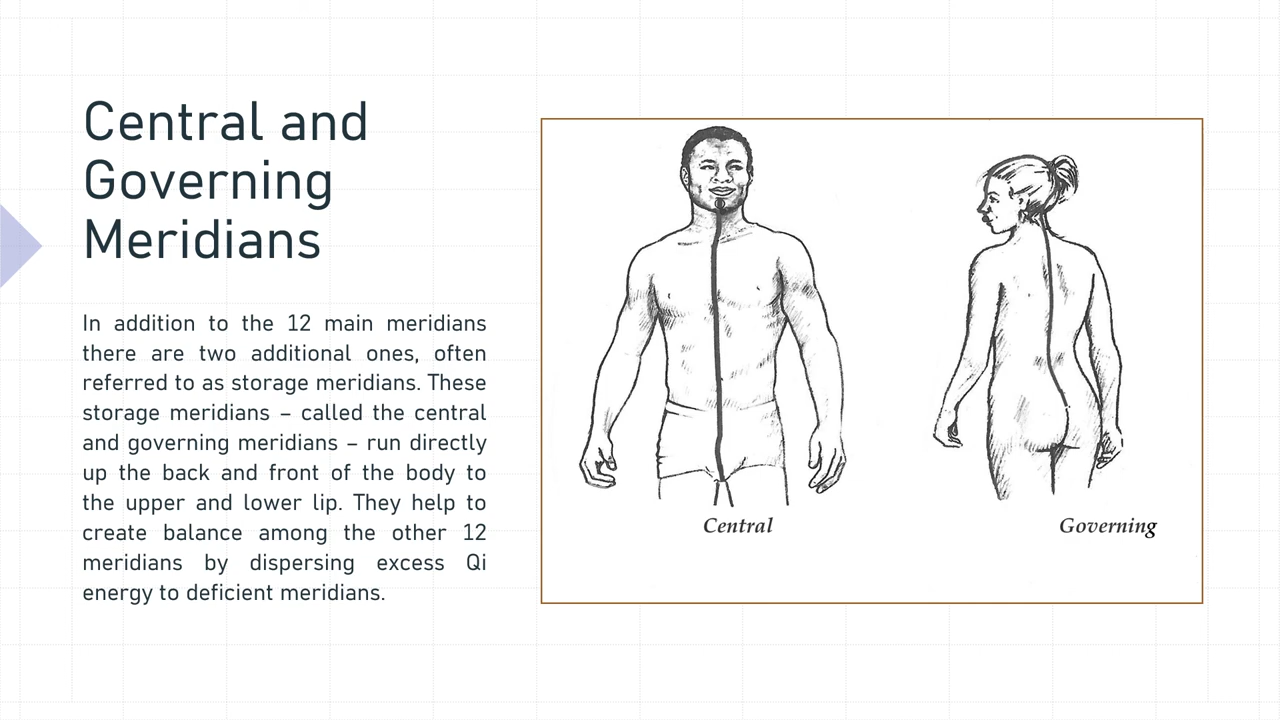 Central and
Governing
Meridians
In addition to the 12 main meridians
there are two additional ones, often
referred to as storage meridians. These
storage meridians – called the central
and governing meridians – run directly
up the back and front of the body to
the upper and lower lip. They help to
create balance among the other 12
meridians by dispersing excess Qi
energy to deficient meridians.
Central
Governing